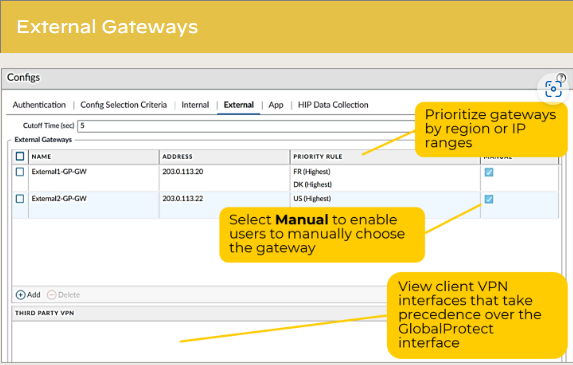 External Gateways
Configs
Authentication | Config Selection Criteria | Internal | External | App | HIP Data Collection
Cutoff Time (sec) 5
External Gateways
Prioritize gateways
by region or IP
ranges
NAME ADDRESS PRIORITY RULE MANUAL
External1-GP-GW 203.0.113.20 FR (Highest)
DK (Highest)
External2-GP-GW 203.0.113.22 US (Highest)
Select Manual to enable
users to manually choose
the gateway
Add Delete
THIRD PARTY VPN
View client VPN
interfaces that take
precedence over the
GlobalProtect
interface